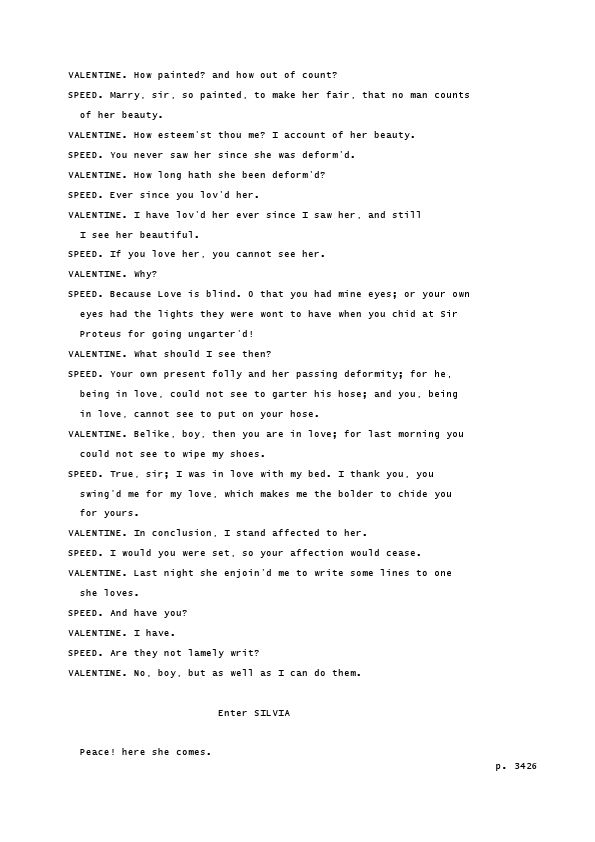 VALENTINE. How painted? and how out of count?
SPEED. Marry, sir, so painted, to make her fair, that no man counts
of her beauty.
VALENTINE. How esteem'st thou me? I account of her beauty.
SPEED. You never saw her since she was deform'd.
VALENTINE. How long hath she been deform'd?
SPEED. Ever since you lov'd her.
VALENTINE. I have lov'd her ever since I saw her, and still
I see her beautiful.
SPEED. If you love her, you cannot see her.
VALENTINE. Why?
SPEED. Because Love is blind. O that you had mine eyes; or your own
eyes had the lights they were wont to have when you chid at Sir
Proteus for going ungarter'd!
VALENTINE. What should I see then?
SPEED. Your own present folly and her passing deformity; for he,
being in love, could not see to garter his hose; and you, being
in love, cannot see to put on your hose.
VALENTINE. Belike, boy, then you are in love; for last morning you
could not see to wipe my shoes.
SPEED. True, sir; I was in love with my bed. I thank you, you
swing'd me for my love, which makes me the bolder to chide you
for yours.
VALENTINE. In conclusion, I stand affected to her.
SPEED. I would you were set, so your affection would cease.
VALENTINE. Last night she enjoin'd me to write some lines to one
she loves.
SPEED. And have you?
VALENTINE. I have.
SPEED. Are they not lamely writ?
VALENTINE. No, boy, but as well as I can do them.
Enter SILVIA
Peace! here she comes.
p. 3426